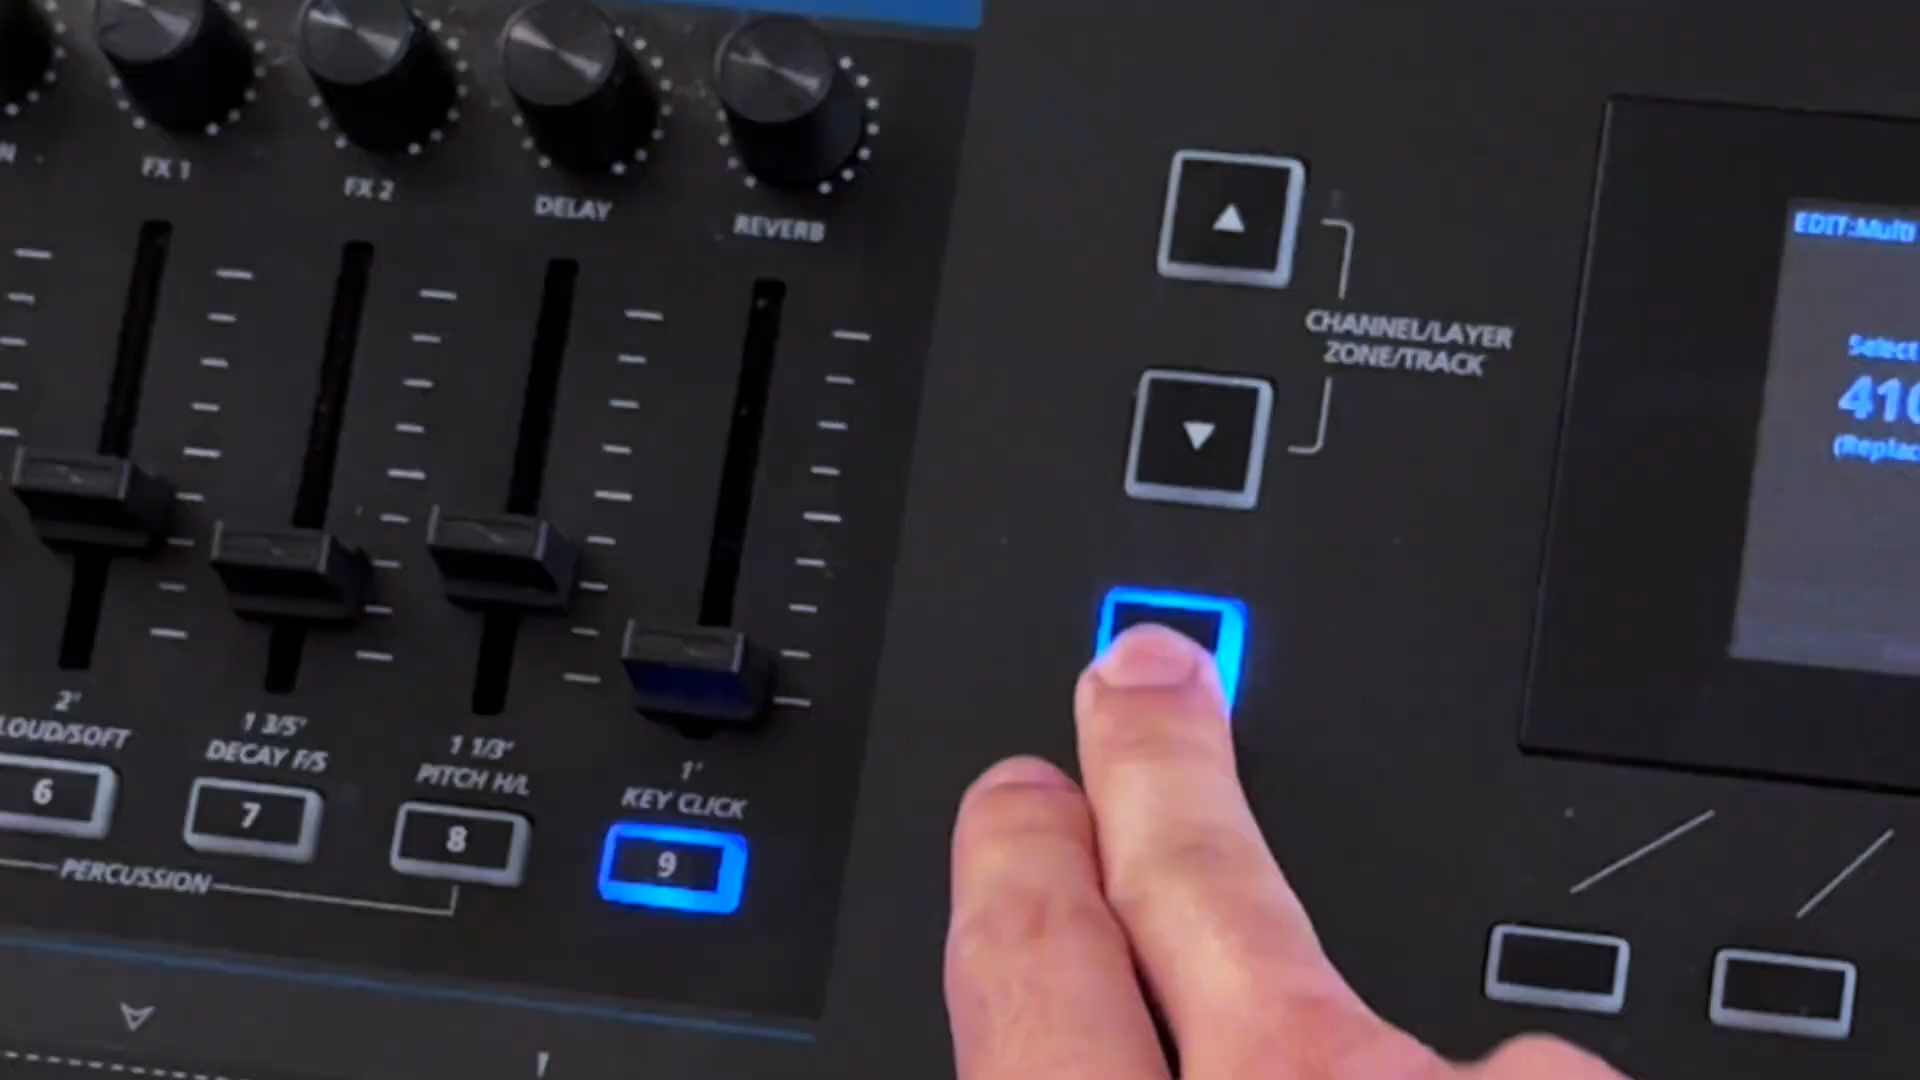 FX 1
FX 2
DELAY
REVERB
EDIT:Multi
CHANNEL/LAYER
ZONE/TRACK
Select
2'
LOUD/SOFT
1 3/5'
DECAY F/S
1 1/3'
PITCH H/L
1'
KEY CLICK
6
7
8
9
PERCUSSION